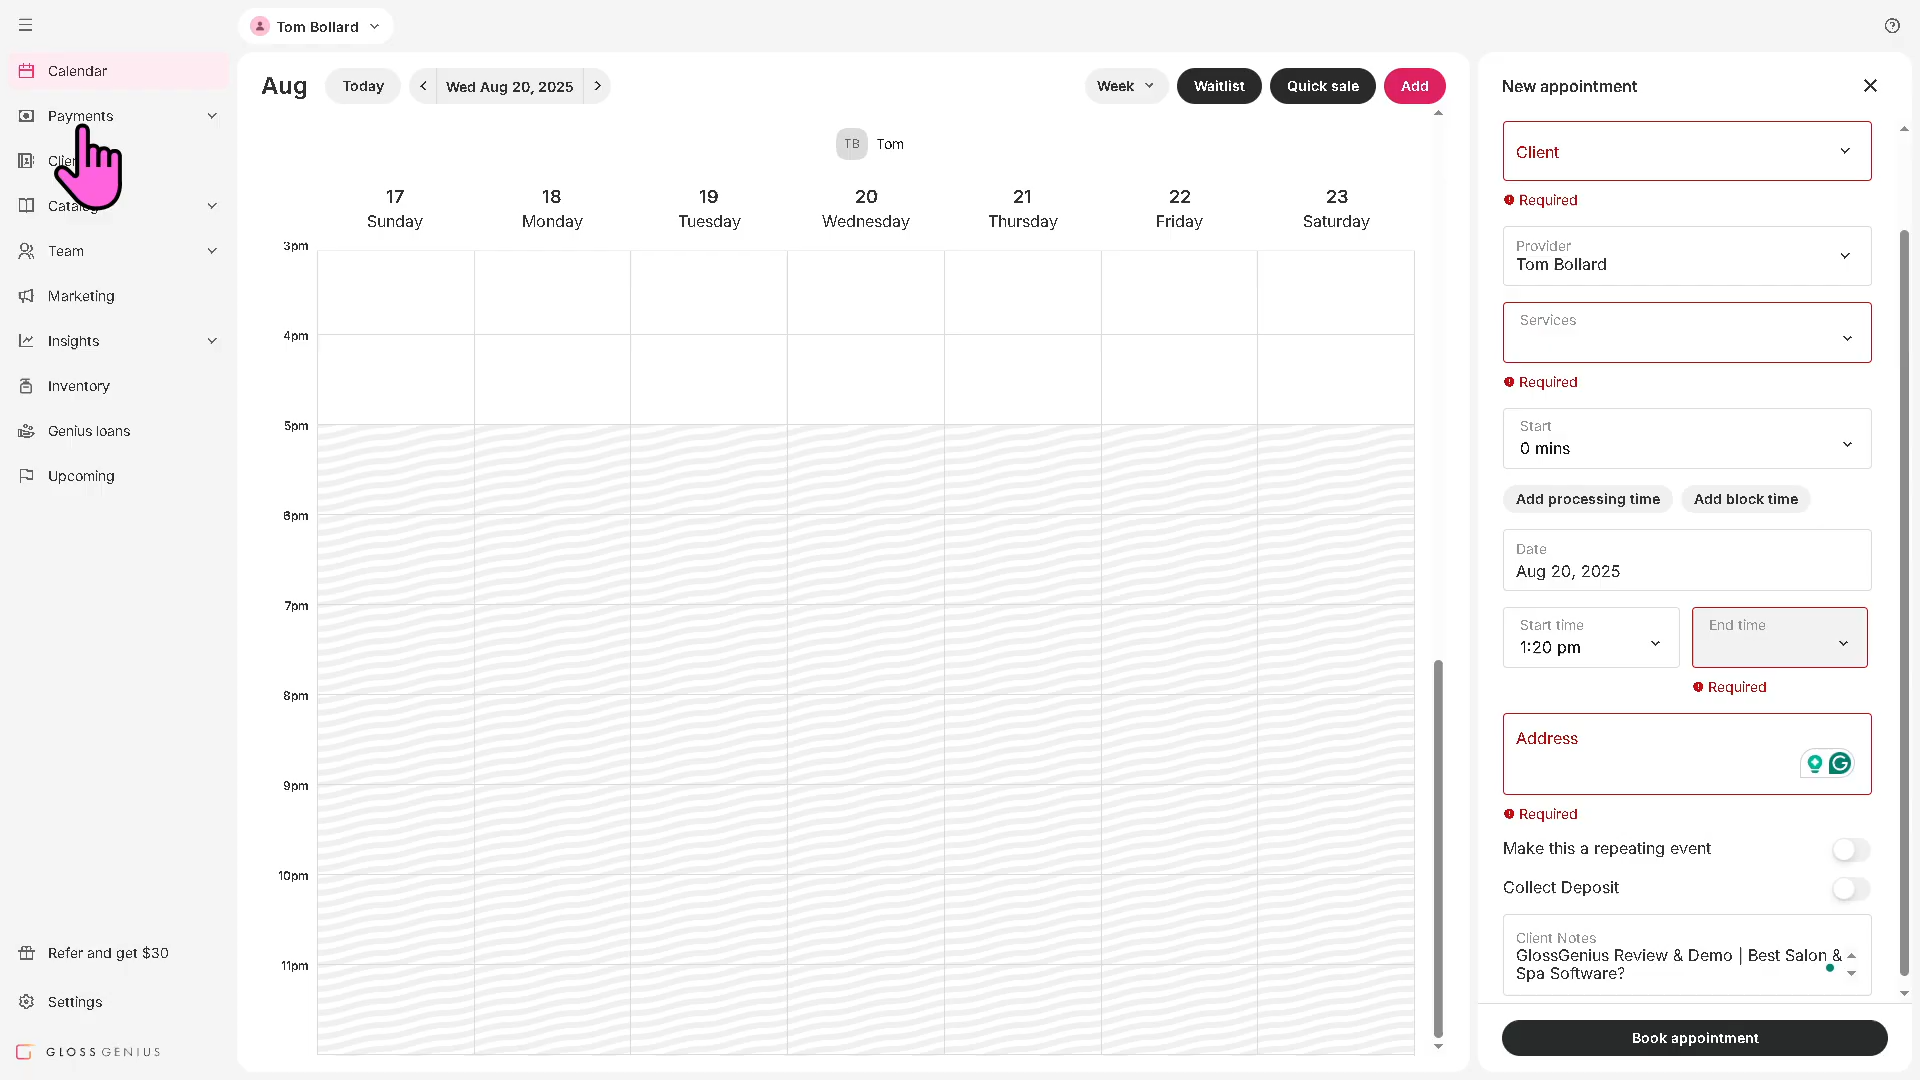 Tom Bollard
Calendar
Payments
Catalog
Team
Marketing
Insights
Inventory
Genius loans
Upcoming
Refer and get $30
Settings
GLOSSGENIUS
Aug
Today
Wed Aug 20, 2025
Week
Waitlist
Quick sale
Add
TB
Tom
17
Sunday
18
Monday
19
Tuesday
20
Wednesday
21
Thursday
22
Friday
23
Saturday
3pm
4pm
5pm
6pm
7pm
8pm
9pm
10pm
11pm
New appointment
Client
Required
Provider
Tom Bollard
Services
Required
Start
0 mins
Add processing time
Add block time
Date
Aug 20, 2025
Start time
1:20 pm
End time
Required
Address
Required
Make this a repeating event
Collect Deposit
Client Notes
GlossGenius Review & Demo | Best Salon &
Spa Software?
Book appointment